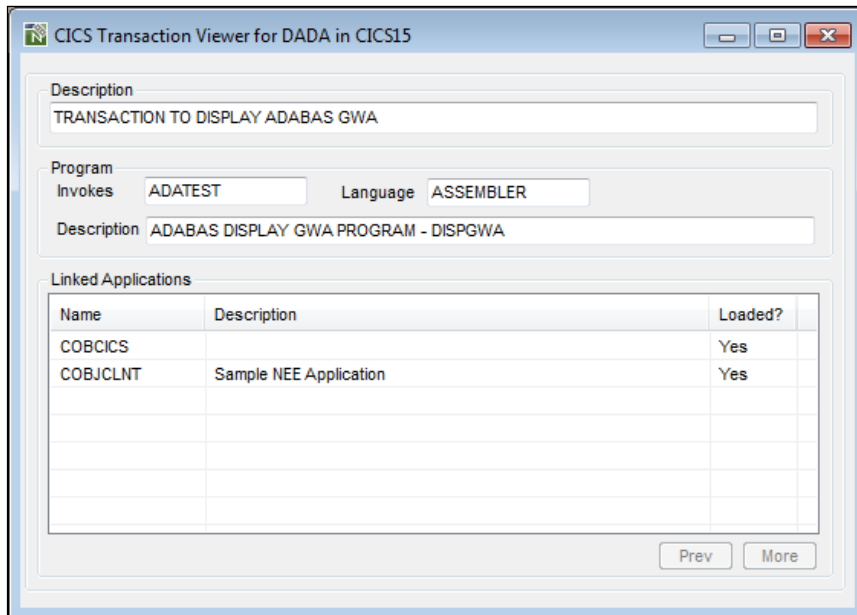 CICS Transaction Viewer for DADA in CICS15
Description
TRANSACTION TO DISPLAY ADABAS GWA
Program
Invokes ADATEST Language ASSEMBLER
Description ADABAS DISPLAY GWA PROGRAM - DISPGWA
Linked Applications
Name Description Loaded?
COBCICS Yes
COBJCLNT Sample NEE Application Yes
Prev More